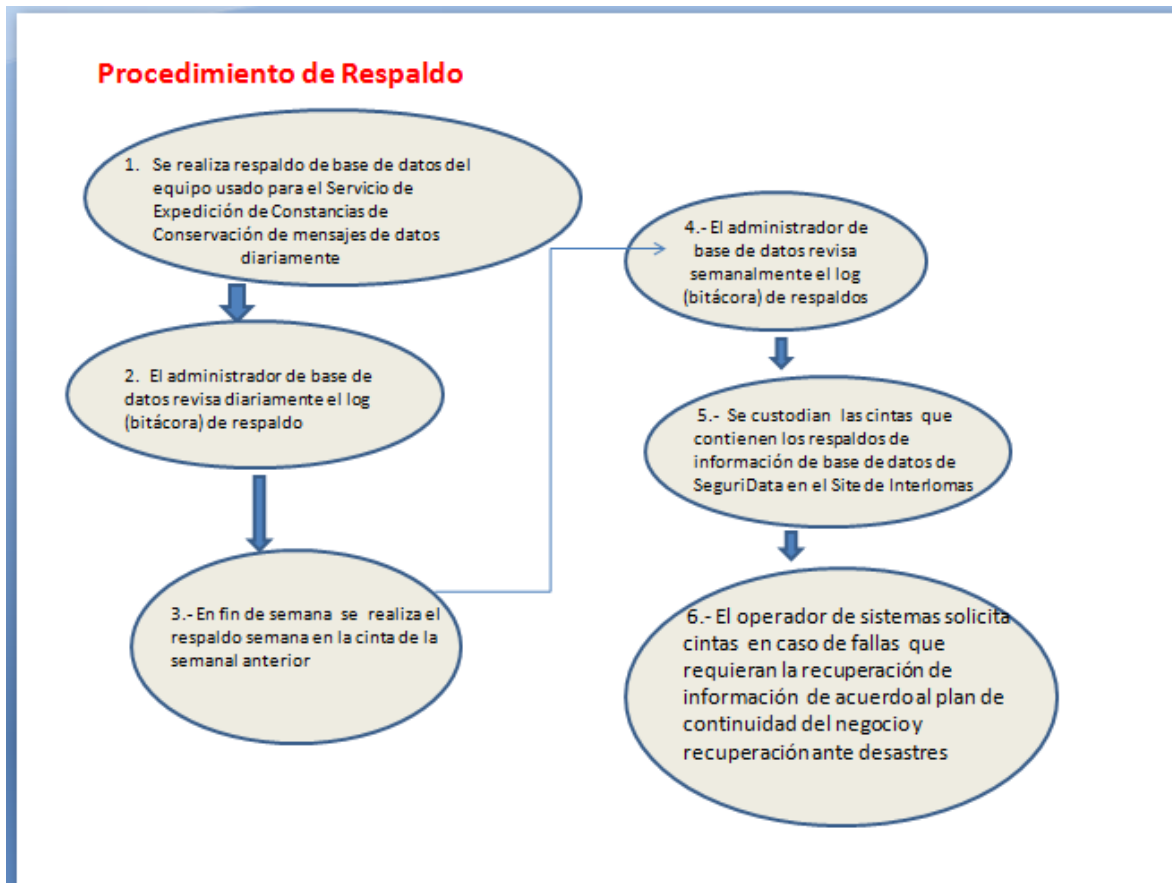 Procedimiento de Respaldo
1. Se realiza respaldo de base de datos del
equipo usado para el Servicio de
Expedición de Constancias de
Conservación de mensajes de datos
diariamente
2. El administrador de base de
datos revisa diariamente el log
(bitácora) de respaldo
3.- En fin de semana se realiza el
respaldo semana en la cinta de la
semanal anterior
4.- El administrador de
base de datos revisa
semanalmente el log
(bitácora) de respaldos
5.- Se custodian las cintas que
contienen los respaldos de
información de base de datos de
SeguriData en el Site de Interlomas
6.- El operador de sistemas solicita
cintas en caso de fallas que
requieran la recuperación de
información de acuerdo al plan de
continuidad del negocio y
recuperación ante desastres